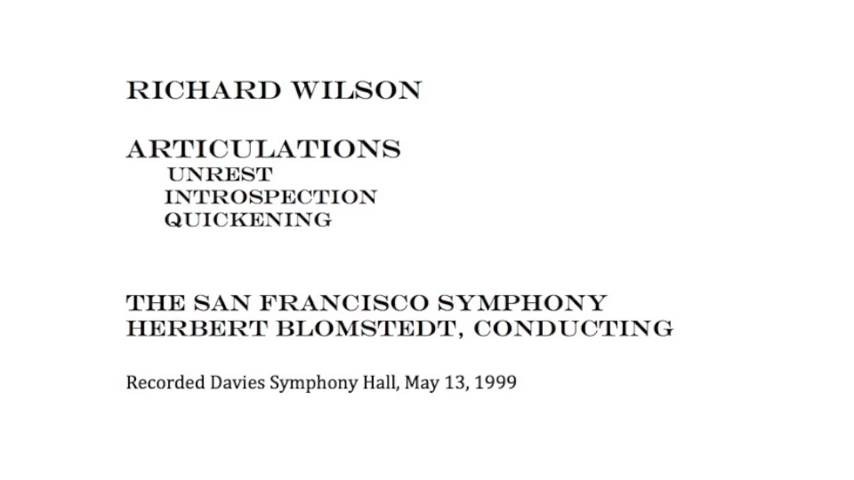 RICHARD WILSON
ARTICULATIONS
UNREST
INTROSPECTION
QUICKENING
THE SAN FRANCISCO SYMPHONY
HERBERT BLOMSTEDT, CONDUCTING
Recorded Davies Symphony Hall, May 13, 1999